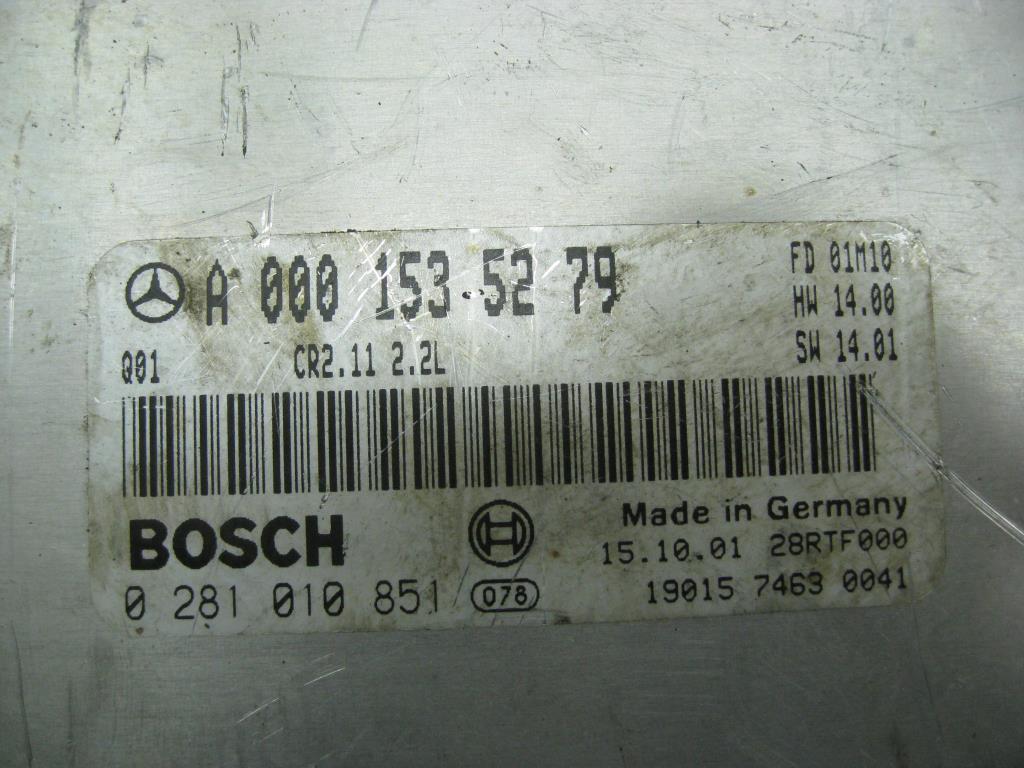 A 000 153 52 79
FD 01M10
HW 14.00
SW 14.01
Q01 CR2.11 2.2L
BOSCH
Made in Germany
15.10.01 28RTF000
0 281 010 851 078
19015 7463 0041